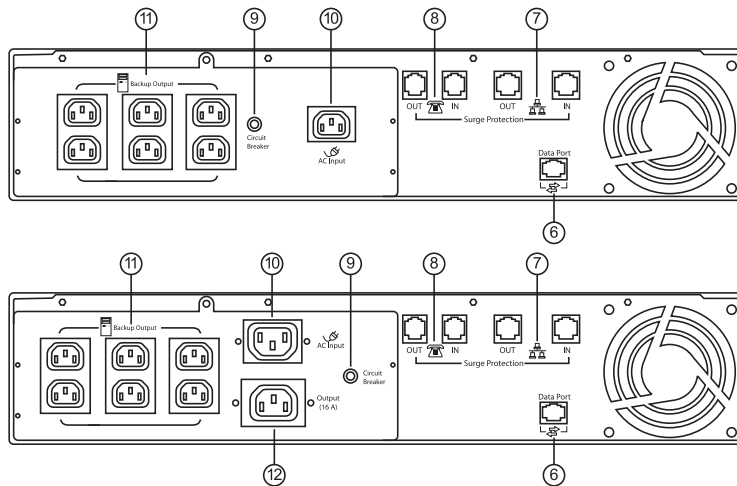 11
9
10
8
7
Backup Output
Circuit
Breaker
AC Input
OUT
IN
OUT
IN
Surge Protection
Data Port
6
11
10
9
8
7
Backup Output
AC Input
Circuit
Breaker
Output
(16 A)
OUT
IN
OUT
IN
Surge Protection
Data Port
12
6